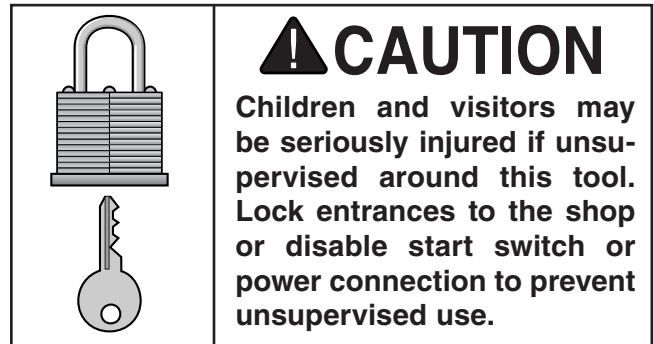 CAUTION
Children and visitors may
be seriously injured if unsu-
pervised around this tool.
Lock entrances to the shop
or disable start switch or
power connection to prevent
unsupervised use.